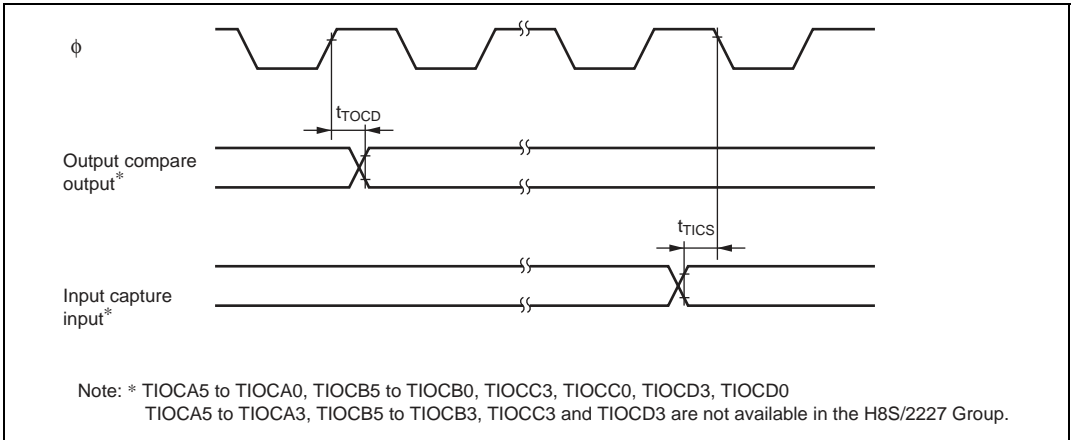 ϕ
tTOCD
Output compare
output*
tTICS
Input capture
input*
Note: * TIOCA5 to TIOCA0, TIOCB5 to TIOCB0, TIOCC3, TIOCC0, TIOCD3, TIOCD0
TIOCA5 to TIOCA3, TIOCB5 to TIOCB3, TIOCC3 and TIOCD3 are not available in the H8S/2227 Group.